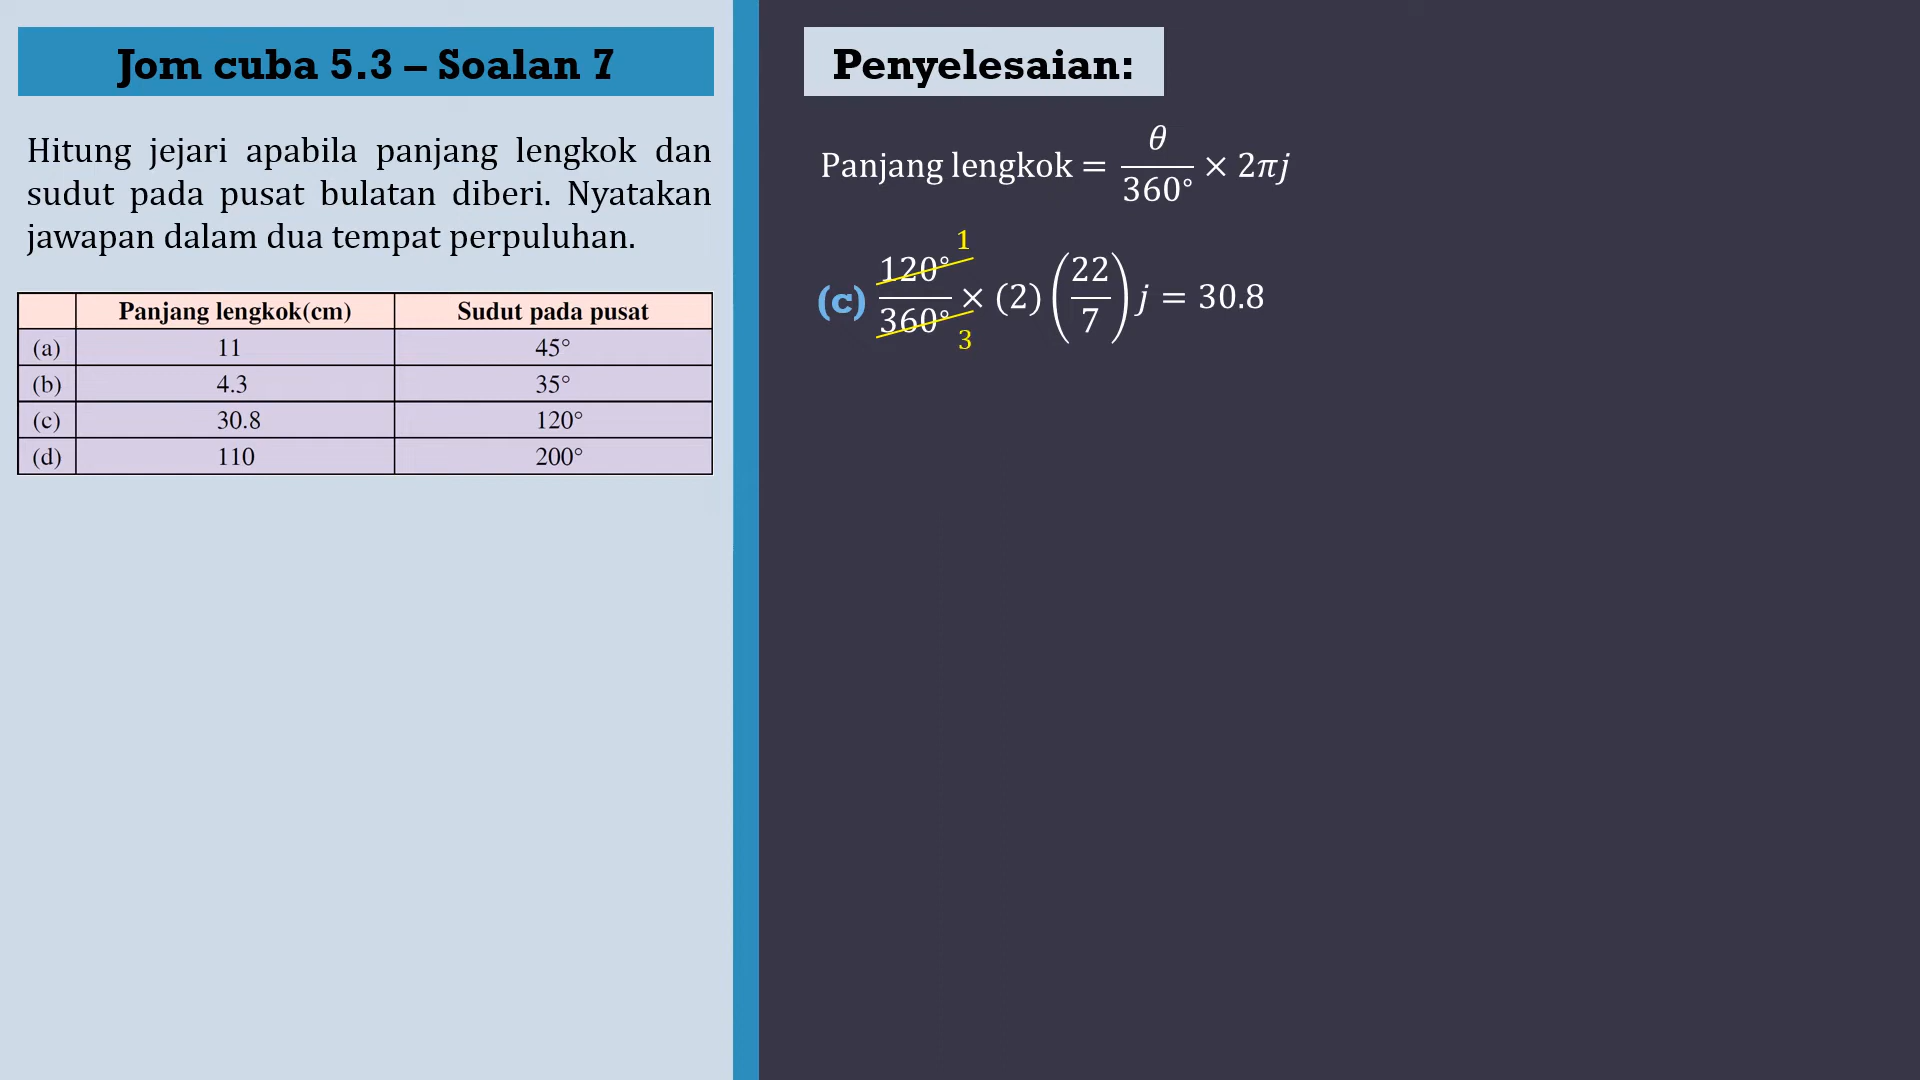 Jom cuba 5.3 – Soalan 7
Hitung jejari apabila panjang lengkok dan
sudut pada pusat bulatan diberi. Nyatakan
jawapan dalam dua tempat perpuluhan.
Panjang lengkok(cm) Sudut pada pusat
(a) 11 45°
(b) 4.3 35°
(c) 30.8 120°
(d) 110 200°
Penyelesaian:
Panjang lengkok = θ/360° × 2πj
1
(c) 120°/360° × (2) (22/7) j = 30.8
3